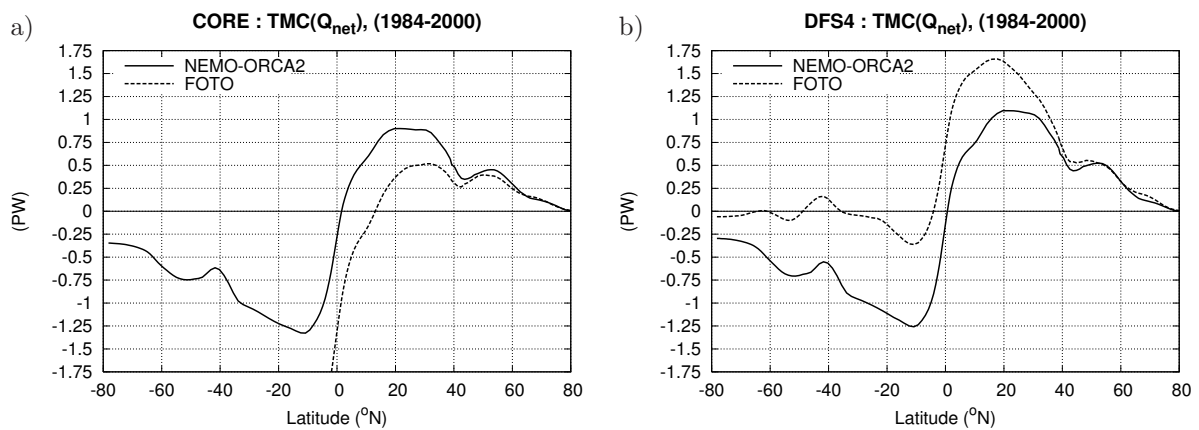 a)
CORE : TMC(Qnet), (1984-2000)
NEMO-ORCA2
FOTO
1.75
1.5
1.25
1
0.75
0.5
0.25
0
-0.25
-0.5
-0.75
-1
-1.25
-1.5
-1.75
(PW)
-80 -60 -40 -20 0 20 40 60 80
Latitude (°N)
b)
DFS4 : TMC(Qnet), (1984-2000)
NEMO-ORCA2
FOTO
1.75
1.5
1.25
1
0.75
0.5
0.25
0
-0.25
-0.5
-0.75
-1
-1.25
-1.5
-1.75
(PW)
-80 -60 -40 -20 0 20 40 60 80
Latitude (°N)